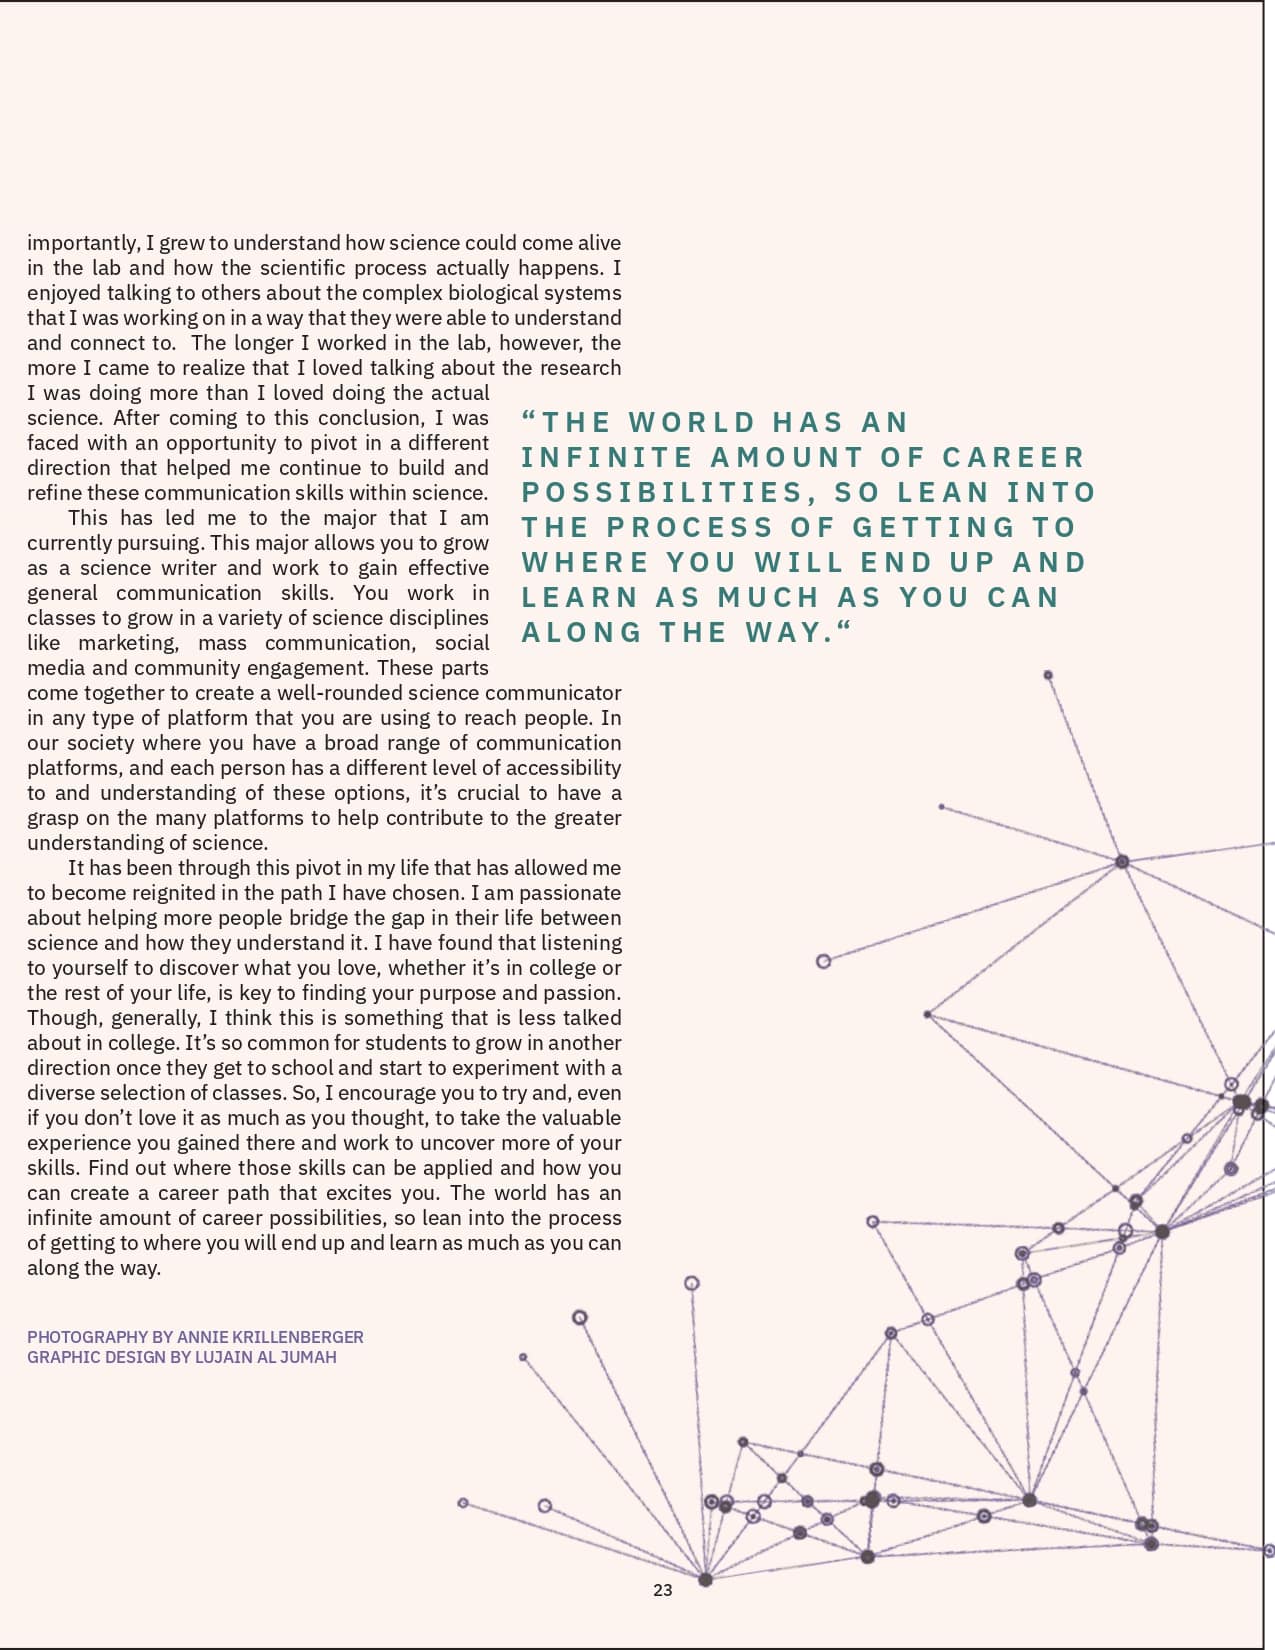 importantly, I grew to understand how science could come alive
in the lab and how the scientific process actually happens. I
enjoyed talking to others about the complex biological systems
that I was working on in a way that they were able to understand
and connect to.  The longer I worked in the lab, however, the
more I came to realize that I loved talking about the research
I was doing more than I loved doing the actual
science. After coming to this conclusion, I was
faced with an opportunity to pivot in a different
direction that helped me continue to build and
refine these communication skills within science.
This has led me to the major that I am
currently pursuing. This major allows you to grow
as a science writer and work to gain effective
general communication skills. You work in
classes to grow in a variety of science disciplines
like marketing, mass communication, social
media and community engagement. These parts
come together to create a well-rounded science communicator
in any type of platform that you are using to reach people. In
our society where you have a broad range of communication
platforms, and each person has a different level of accessibility
to and understanding of these options, it’s crucial to have a
grasp on the many platforms to help contribute to the greater
understanding of science.
It has been through this pivot in my life that has allowed me
to become reignited in the path I have chosen. I am passionate
about helping more people bridge the gap in their life between
science and how they understand it. I have found that listening
to yourself to discover what you love, whether it’s in college or
the rest of your life, is key to finding your purpose and passion.
Though, generally, I think this is something that is less talked
about in college. It’s so common for students to grow in another
direction once they get to school and start to experiment with a
diverse selection of classes. So, I encourage you to try and, even
if you don’t love it as much as you thought, to take the valuable
experience you gained there and work to uncover more of your
skills. Find out where those skills can be applied and how you
can create a career path that excites you. The world has an
infinite amount of career possibilities, so lean into the process
of getting to where you will end up and learn as much as you can
along the way.
“THE WORLD HAS AN
INFINITE AMOUNT OF CAREER
POSSIBILITIES, SO LEAN INTO
THE PROCESS OF GETTING TO
WHERE YOU WILL END UP AND
LEARN AS MUCH AS YOU CAN
ALONG THE WAY.“
PHOTOGRAPHY BY ANNIE KRILLENBERGER
GRAPHIC DESIGN BY LUJAIN AL JUMAH
23